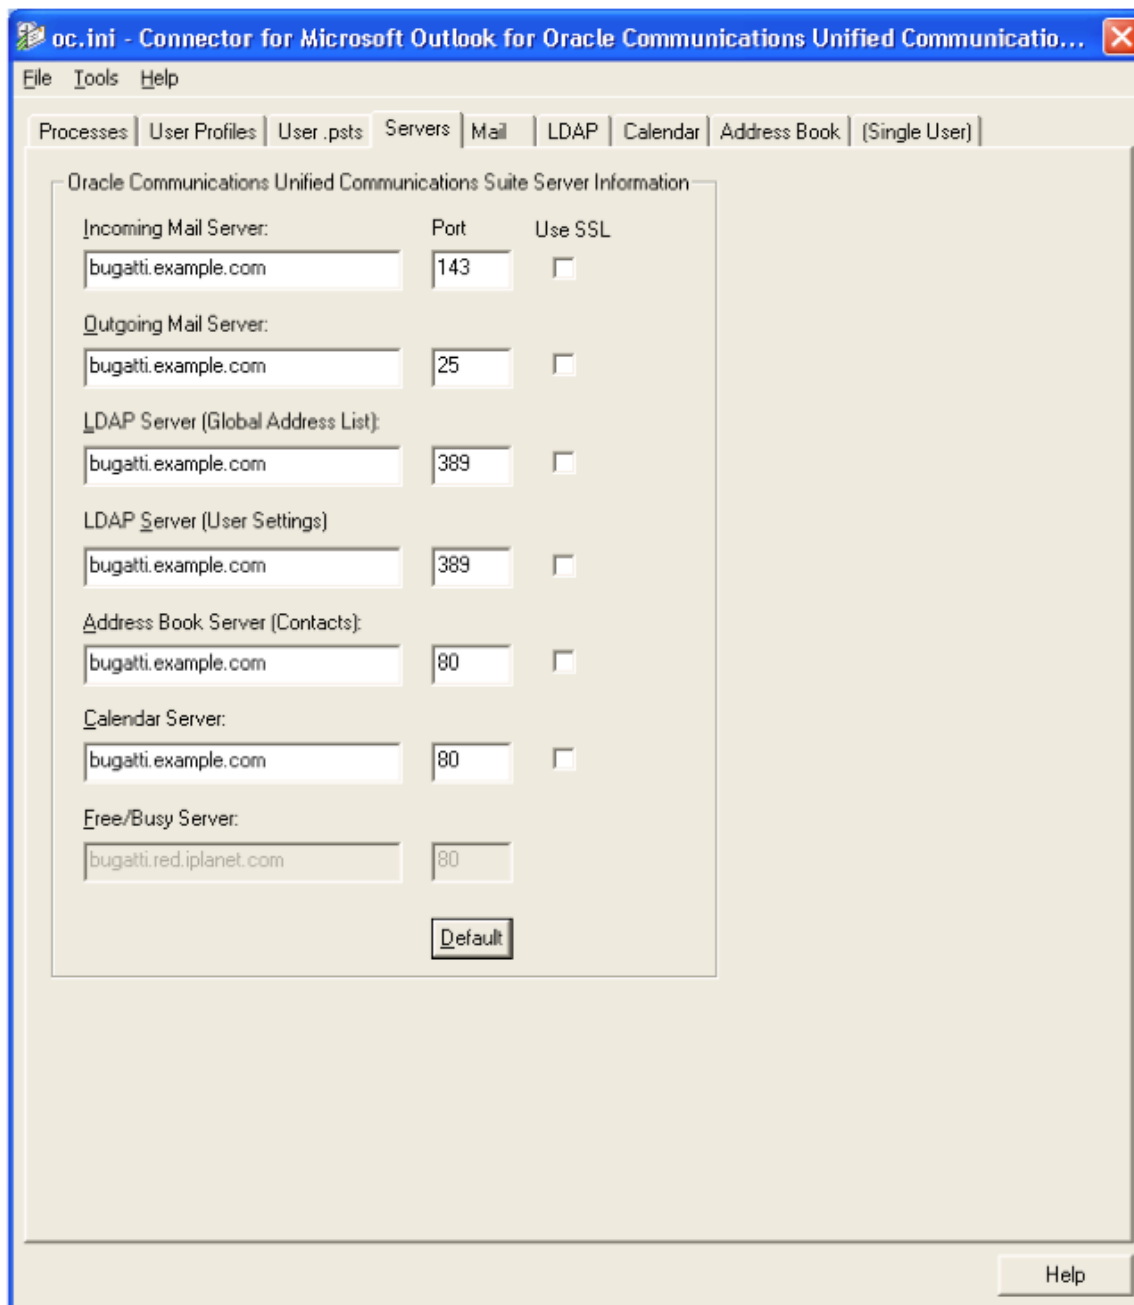 oc.ini - Connector for Microsoft Outlook for Oracle Communications Unified Communicatio...
File Tools Help
Processes User Profiles User .psts Servers Mail LDAP Calendar Address Book (Single User)
Oracle Communications Unified Communications Suite Server Information
Incoming Mail Server: Port Use SSL
bugatti.example.com 143
Outgoing Mail Server:
bugatti.example.com 25
LDAP Server (Global Address List):
bugatti.example.com 389
LDAP Server (User Settings)
bugatti.example.com 389
Address Book Server (Contacts):
bugatti.example.com 80
Calendar Server:
bugatti.example.com 80
Free/Busy Server:
bugatti.red.iplanet.com 80
Default
Help